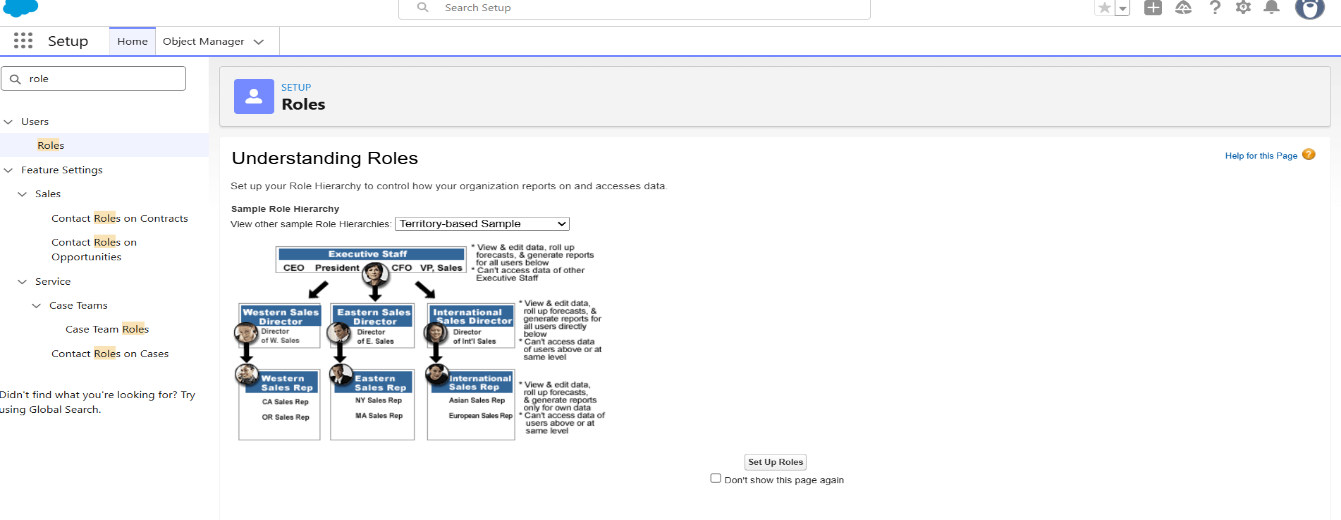 Search Setup
Setup
Home
Object Manager
role
Users
Roles
Feature Settings
Sales
Contact Roles on Contracts
Contact Roles on
Opportunities
Service
Case Teams
Case Team Roles
Contact Roles on Cases
Didn't find what you're looking for? Try
using Global Search.
SETUP
Roles
Understanding Roles
Help for this Page ?
Set up your Role Hierarchy to control how your organization reports on and accesses data.
Sample Role Hierarchy
View other sample Role Hierarchies: Territory-based Sample
Executive Staff
CEO President CFO VP, Sales
* View & edit data, roll up
forecasts, & generate reports
for all users below
* Can't access data of other
Executive Staff
Western Sales
Director
Director
of W. Sales
Eastern Sales
Director
Director
of E. Sales
International
Sales Director
Director
of Int'l Sales
* View & edit data,
roll up forecasts, &
generate reports for
all users directly
below
* Can't access data
of users above or at
same level
Western
Sales Rep
CA Sales Rep
OR Sales Rep
Eastern
Sales Rep
NY Sales Rep
MA Sales Rep
International
Sales Rep
Asian Sales Rep
European Sales Rep
* View & edit data,
roll up forecasts,
& generate reports
only for own data
* Can't access data of
users above or at
same level
Set Up Roles
Don't show this page again